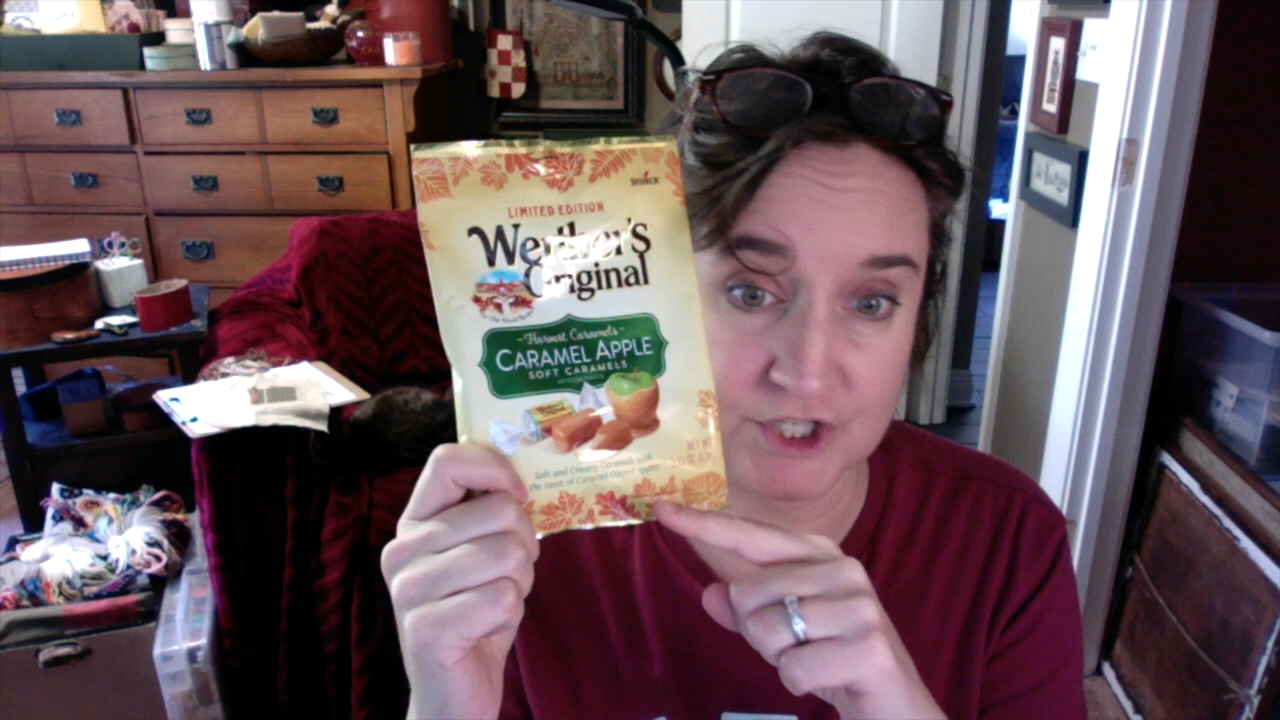 STORCK
LIMITED EDITION
Werther's
Original
Harvest Caramels
CARAMEL APPLE
SOFT CARAMELS
Soft and Creamy Caramels with
the taste of Caramel Dipped Apples
NET WT